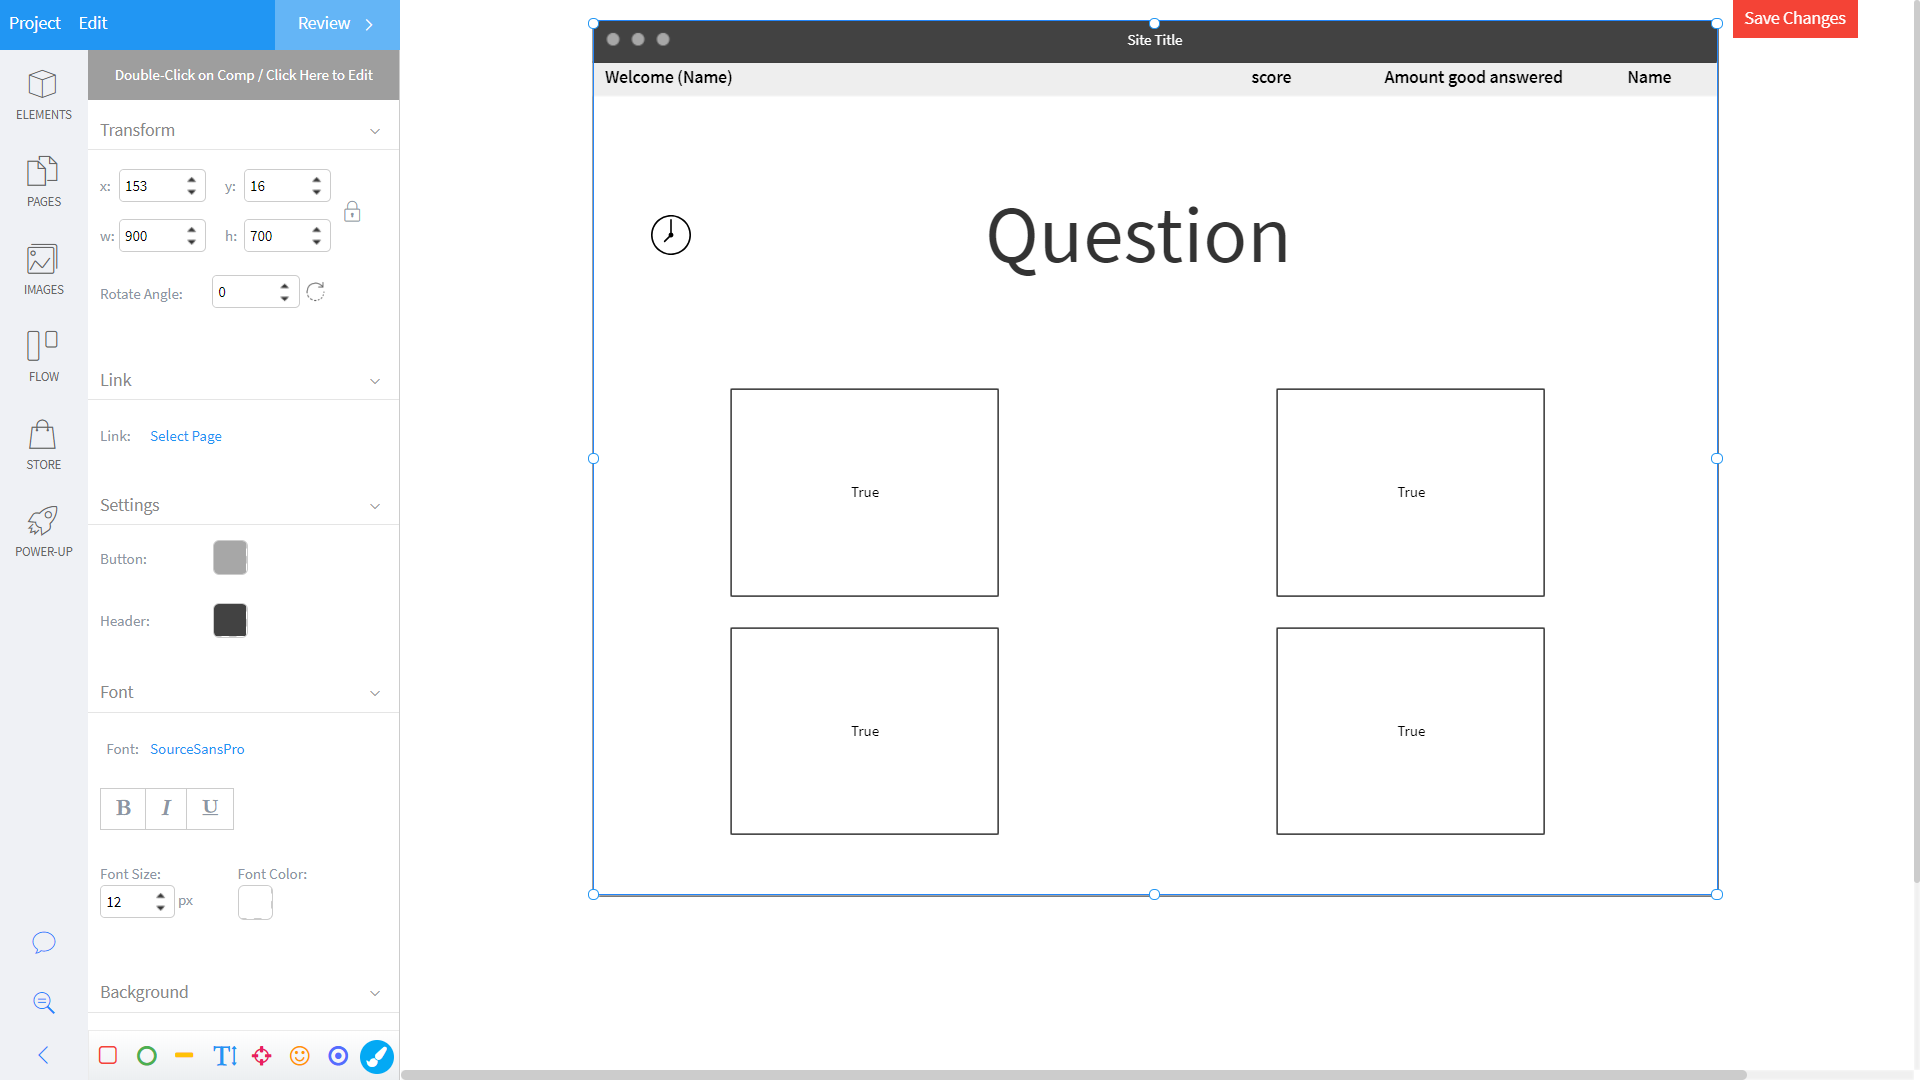 Project Edit Review
Save Changes
Double-Click on Comp / Click Here to Edit
ELEMENTS
PAGES
IMAGES
FLOW
STORE
POWER-UP
Transform
x: 153 y: 16
w: 900 h: 700
Rotate Angle: 0
Link
Link: Select Page
Settings
Button:
Header:
Font
Font: SourceSansPro
B I U
Font Size: Font Color:
12 px
Background
T
Site Title
Welcome (Name) score Amount good answered Name
Question
True True
True True